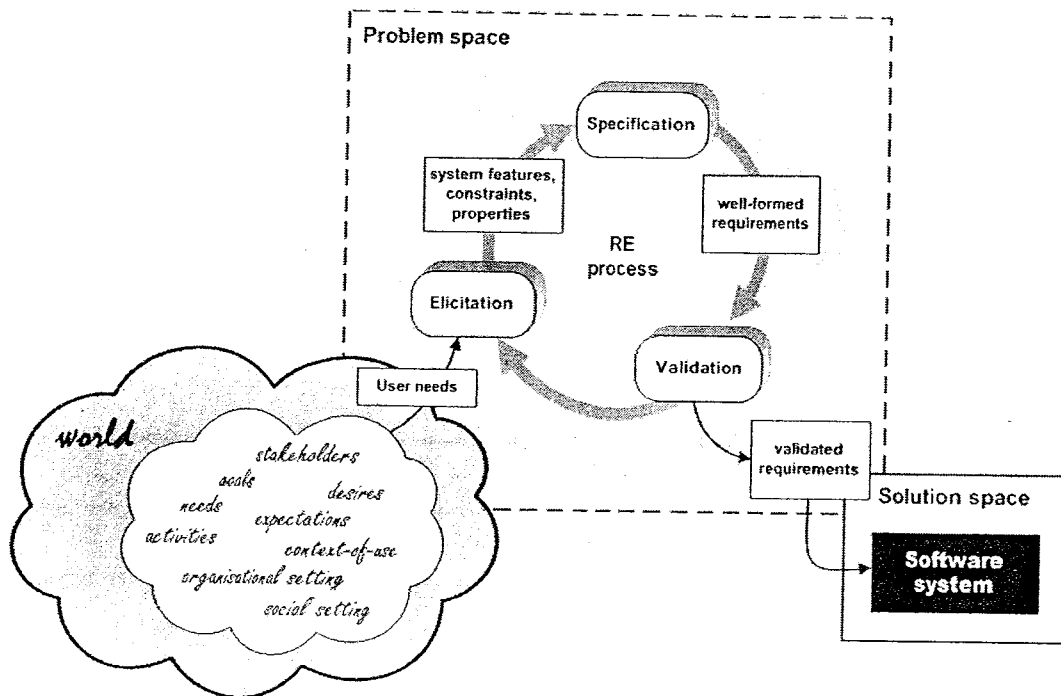 Problem space
Specification
system features,
constraints,
properties
well-formed
requirements
RE
process
Elicitation
Validation
User needs
world
stakeholders
goals
desires
needs
expectations
activities
context-of-use
organisational setting
social setting
validated
requirements
Solution space
Software
system